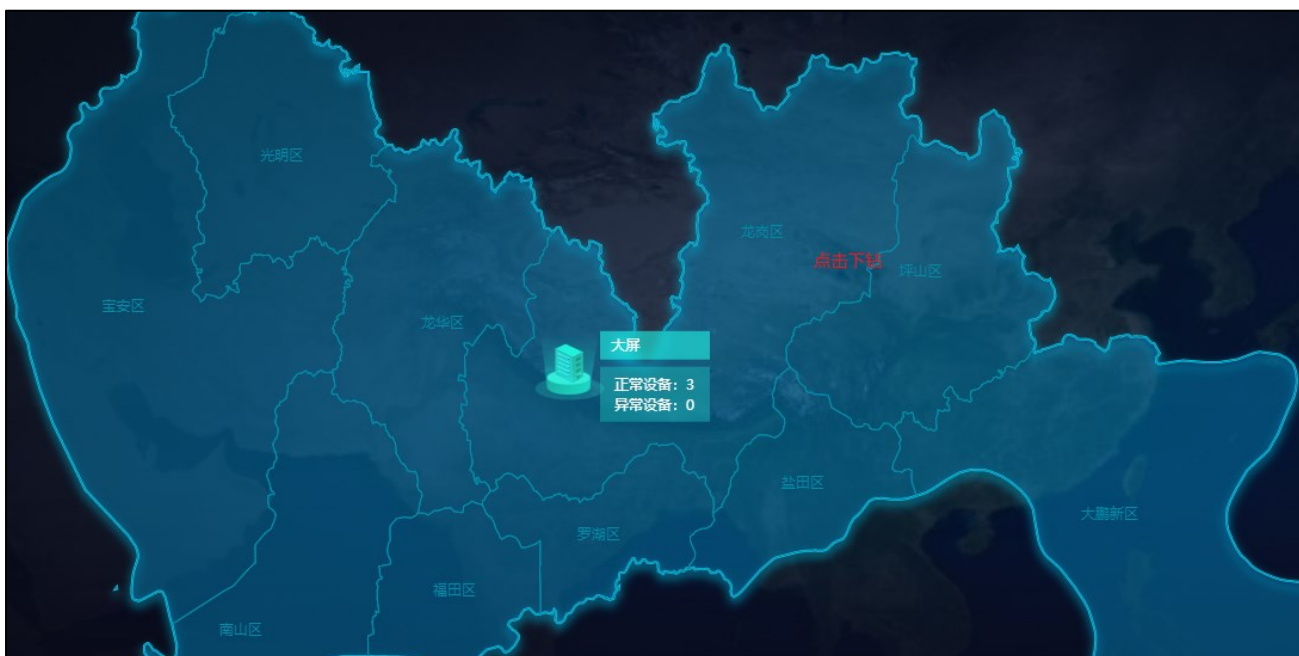 光明区
龙岗区
点击下钻
坪山区
宝安区
龙华区
大屏
正常设备：3
异常设备：0
盐田区
大鹏新区
罗湖区
福田区
南山区